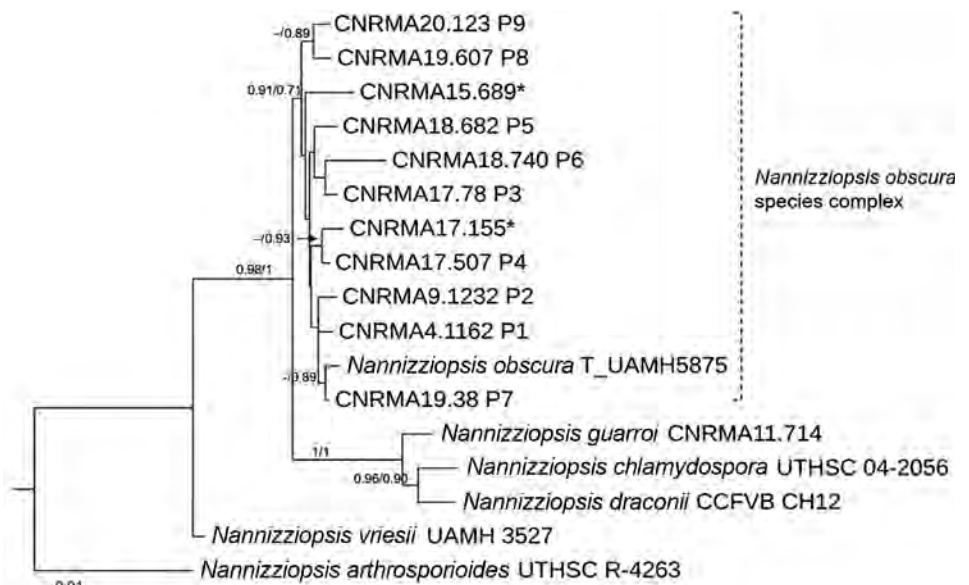 CNRMA20.123 P9
–/0.89
CNRMA19.607 P8
0.91/0.71
CNRMA15.689*
CNRMA18.682 P5
CNRMA18.740 P6
Nannizziopsis obscura
species complex
CNRMA17.78 P3
CNRMA17.155*
–/0.93
CNRMA17.507 P4
0.98/1
CNRMA9.1232 P2
CNRMA4.1162 P1
Nannizziopsis obscura T_UAMH5875
–/0.89
CNRMA19.38 P7
Nannizziopsis guarroi CNRMA11.714
1/1
Nannizziopsis chlamydospora UTHSC 04-2056
0.96/0.90
Nannizziopsis draconii CCFVB CH12
Nannizziopsis vriesii UAMH 3527
Nannizziopsis arthrosporioides UTHSC R-4263